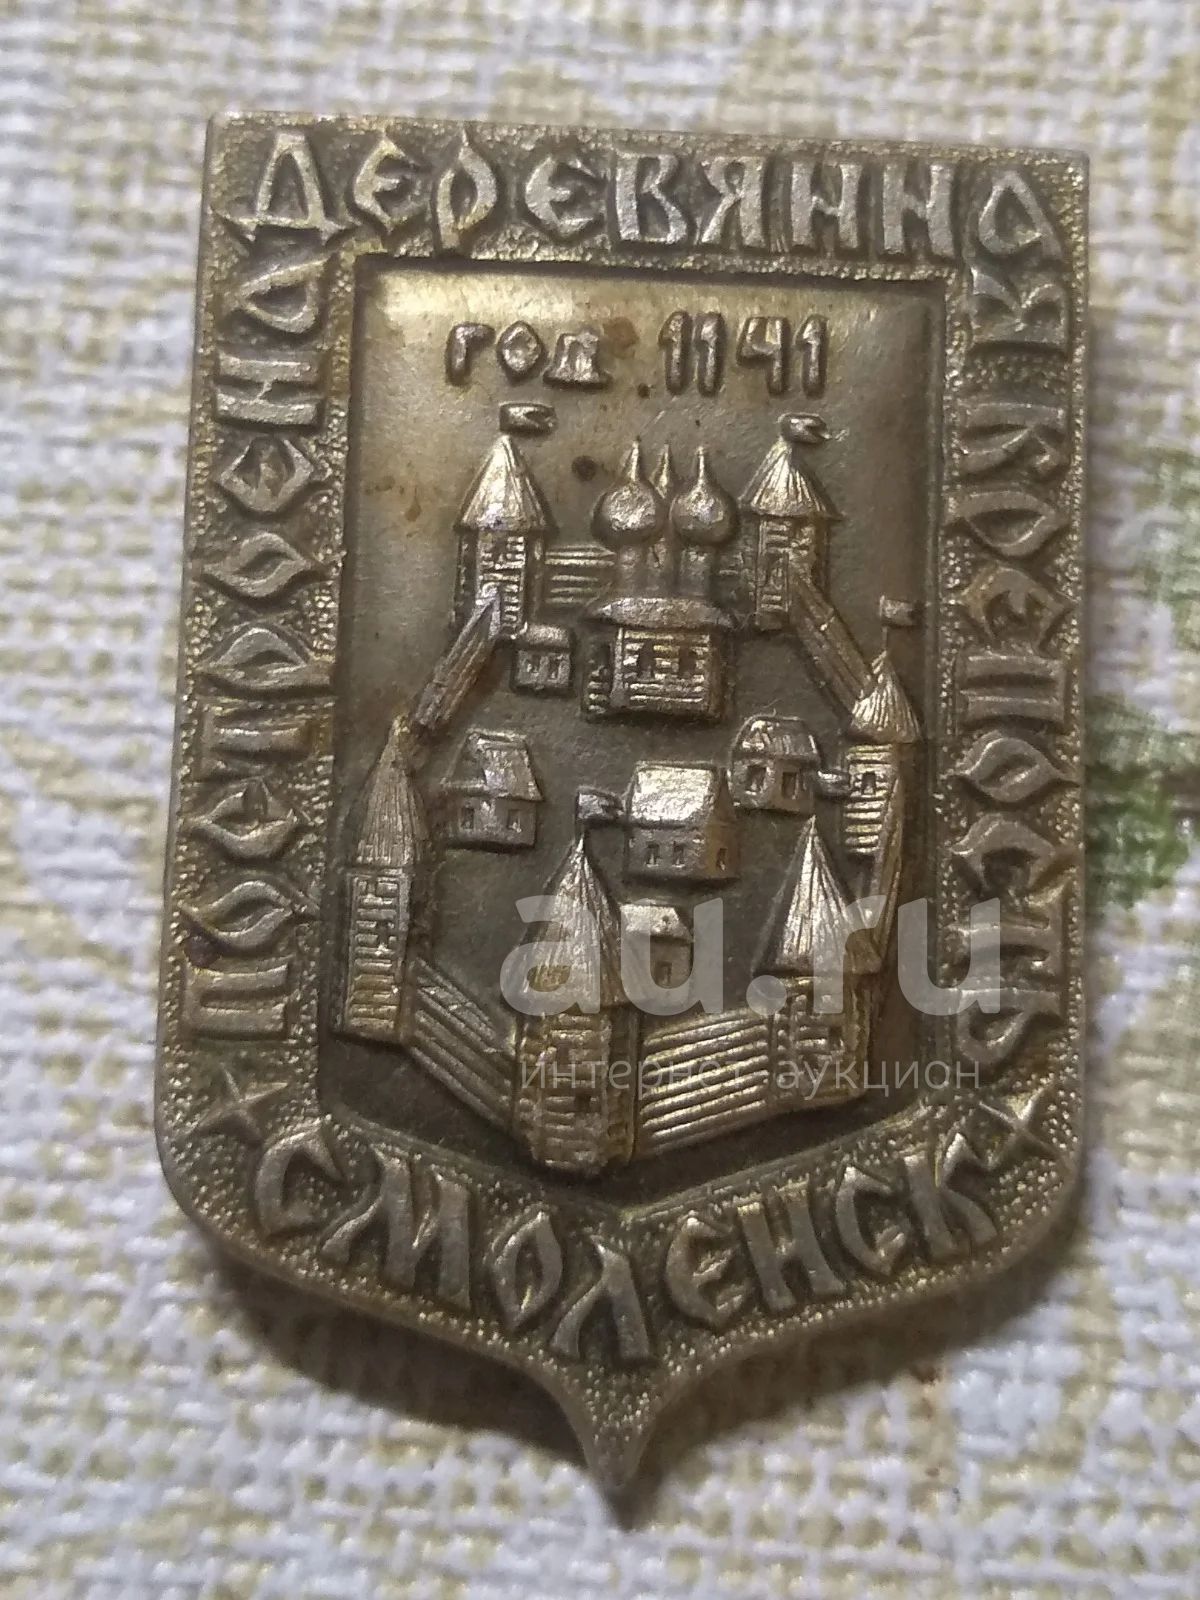 ПОСТРОЕНА
ДЕРЕВЯННАЯ
КРЕПОСТЬ
ГОД 1141
СМОЛЕНСК
au.ru
интернет аукцион